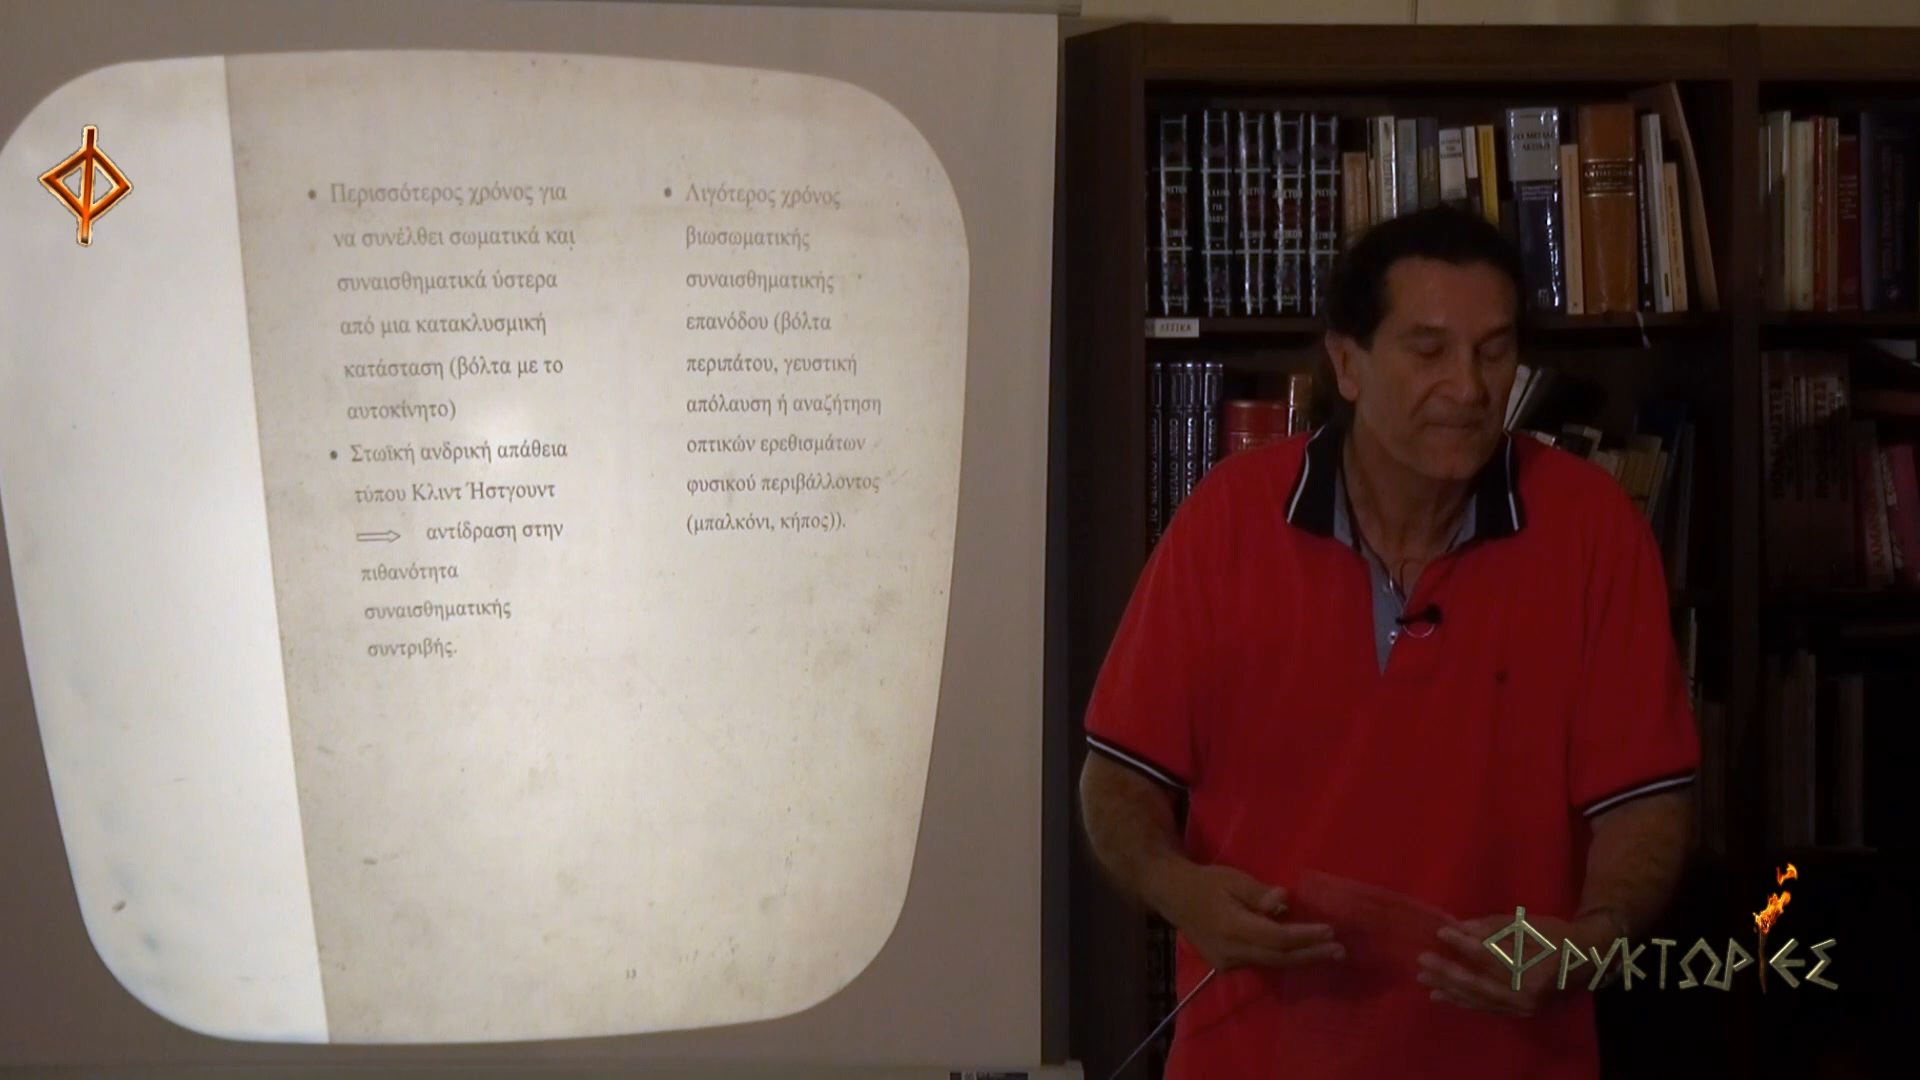 • Περισσότερος χρόνος για
να συνέλθει σωματικά και
συναισθηματικά ύστερα
από μια κατακλυσμική
κατάσταση (βόλτα με το
αυτοκίνητο)
• Στωϊκή ανδρική απάθεια
τύπου Κλιντ Ήστγουντ
⇒ αντίδραση στην
πιθανότητα
συναισθηματικής
συντριβής.
• Λιγότερος χρόνος
βιωσωματικής
συναισθηματικής
επανόδου (βόλτα
περιπάτου, γευστική
απόλαυση ή αναζήτηση
οπτικών ερεθισμάτων
φυσικού περιβάλλοντος
(μπαλκόνι, κήπος)).
13
ΛΕΞΙΚΑ
ΦΡΥΚΤΩΡΙΕΣ